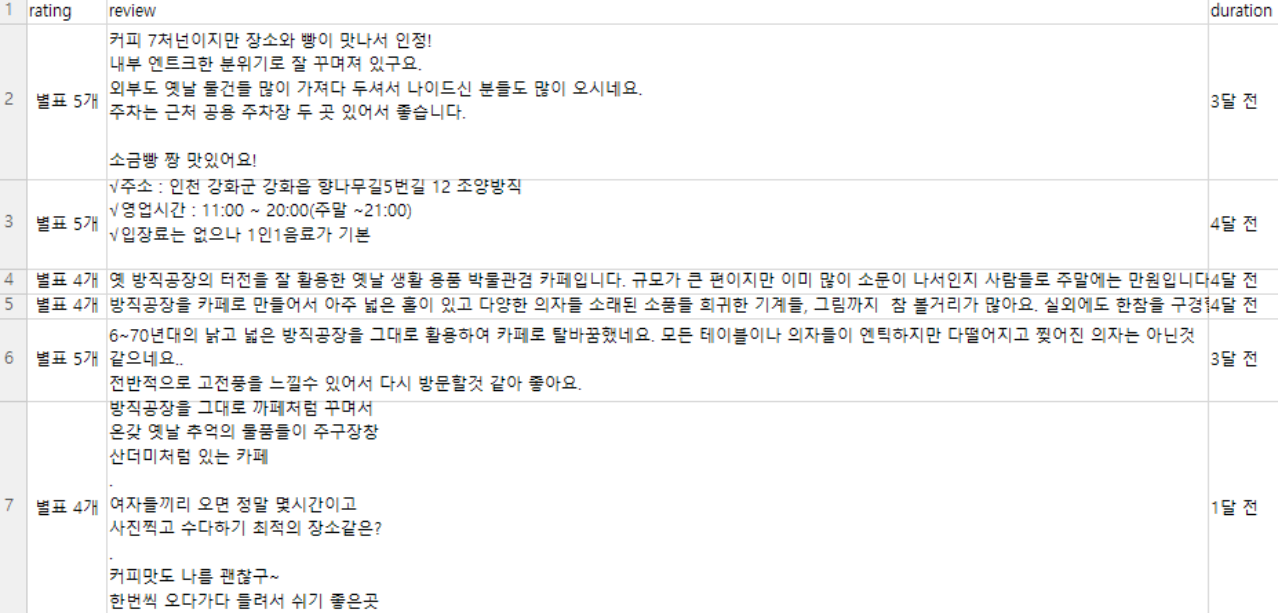 1 rating review duration
커피 7처넌이지만 장소와 빵이 맛나서 인정!
내부 엔트크한 분위기로 잘 꾸며져 있구요.
2 별표 5개 외부도 옛날 물건들 많이 가져다 두셔서 나이드신 분들도 많이 오시네요. 3달 전
주차는 근처 공용 주차장 두 곳 있어서 좋습니다.
소금빵 짱 맛있어요!
√주소 : 인천 강화군 강화읍 향나무길5번길 12 조양방직
3 별표 5개 √영업시간 : 11:00 ~ 20:00(주말 ~21:00) 4달 전
√입장료는 없으나 1인1음료가 기본
4 별표 4개 옛 방직공장의 터전을 잘 활용한 옛날 생활 용품 박물관겸 카페입니다. 규모가 큰 편이지만 이미 많이 소문이 나서인지 사람들로 주말에는 만원입니다 4달 전
5 별표 4개 방직공장을 카페로 만들어서 아주 넓은 홀이 있고 다양한 의자들 소래된 소품들 희귀한 기계들, 그림까지 참 볼거리가 많아요. 실외에도 한참을 4달 전
6~70년대의 낡고 넓은 방직공장을 그대로 활용하여 카페로 탈바꿈했네요. 모든 테이블이나 의자들이 엔틱하지만 다떨어지고 찢어진 의자는 아닌것
6 별표 5개 같으네요.. 3달 전
전반적으로 고전풍을 느낄수 있어서 다시 방문할것 같아 좋아요.
방직공장을 그대로 까페처럼 꾸며서
온갖 옛날 추억의 물품들이 주구장창
산더미처럼 있는 카페
.
7 별표 4개 여자들끼리 오면 정말 몇시간이고 1달 전
사진찍고 수다하기 최적의 장소같은?
.
커피맛도 나름 괜찮구~
한번씩 오다가다 들려서 쉬기 좋은곳